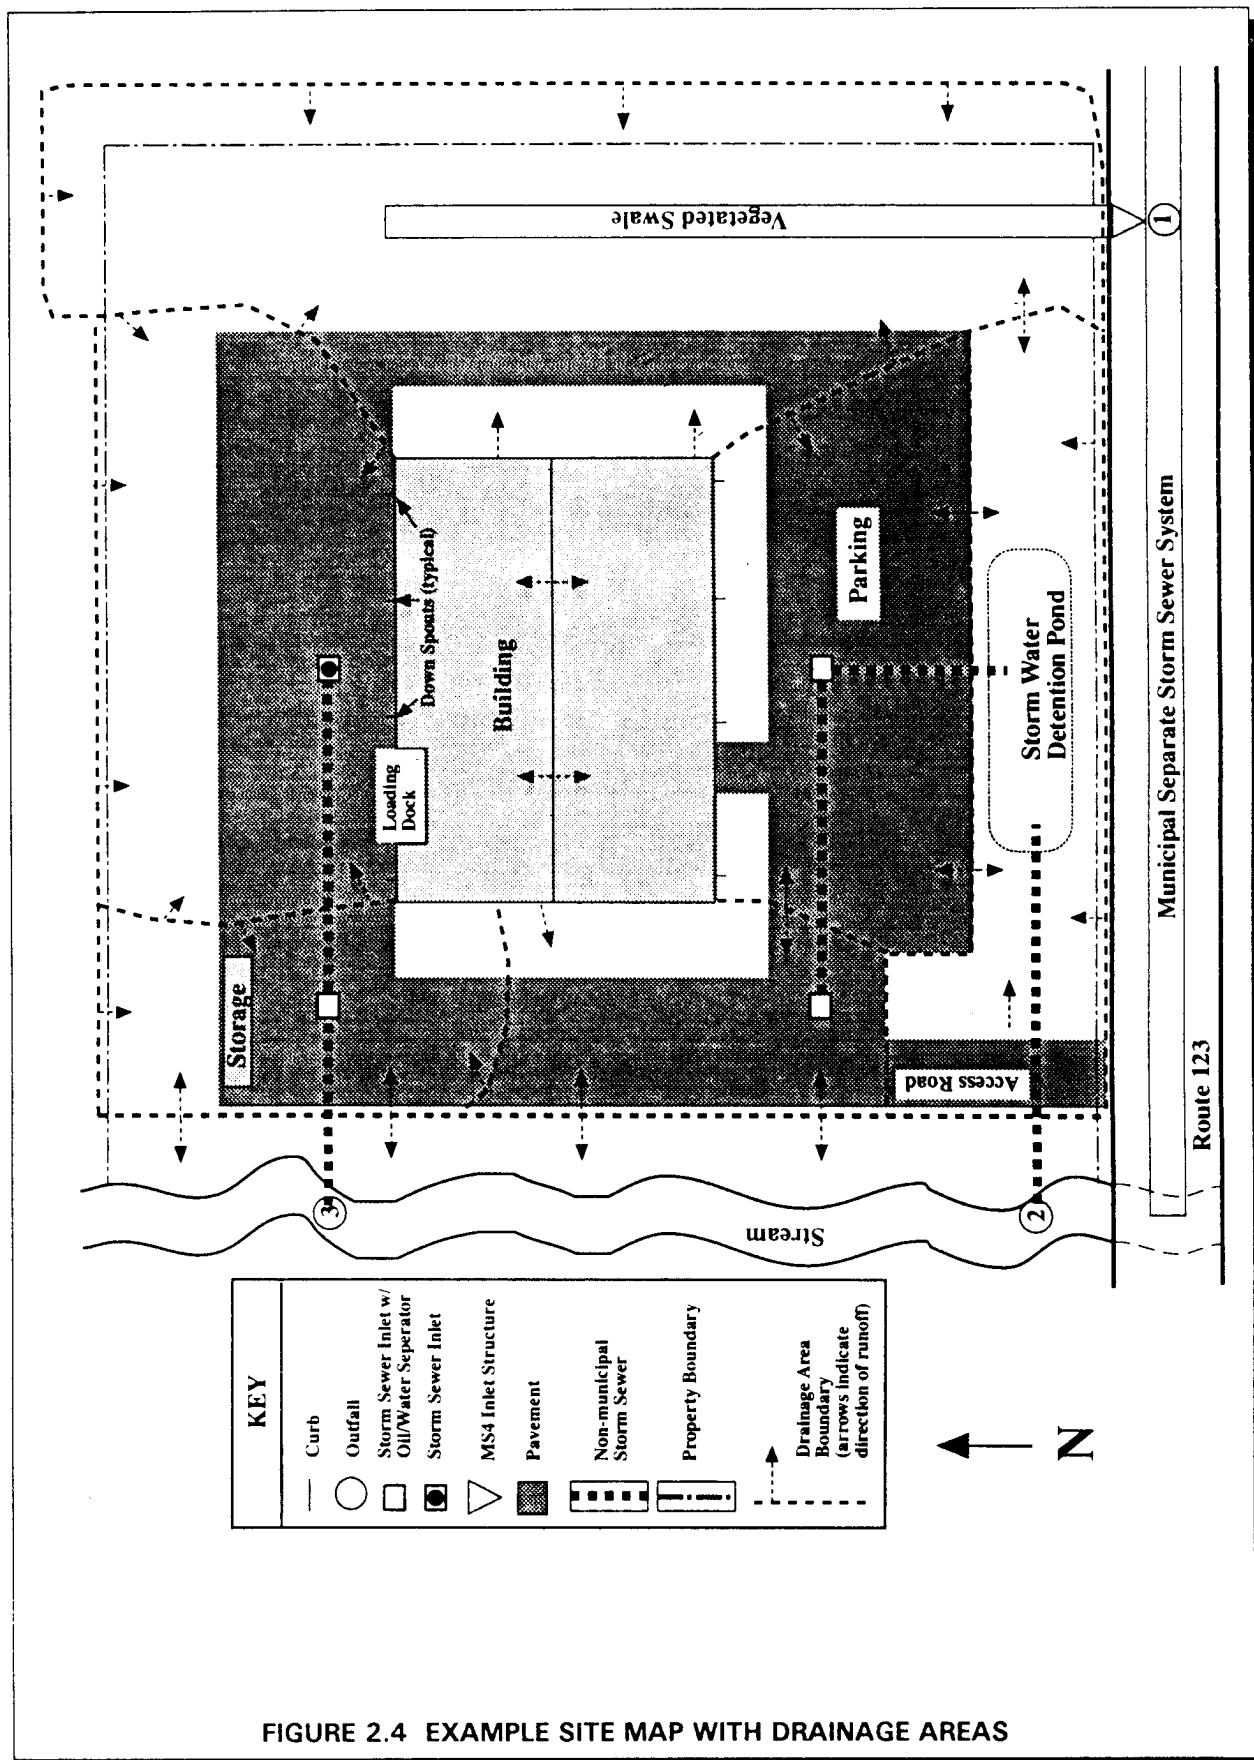 Vegetated Swale
1
Storage
Loading
Dock
Down Spouts (typical)
Building
Parking
Storm Water
Detention Pond
Access Road
Municipal Separate Storm Sewer System
Route 123
Stream
3
2
KEY
Curb
Outfall
Storm Sewer Inlet w/
Oil/Water Seperator
Storm Sewer Inlet
MS4 Inlet Structure
Pavement
Non-municipal
Storm Sewer
Property Boundary
Drainage Area
Boundary
(arrows indicate
direction of runoff)
N
FIGURE 2.4 EXAMPLE SITE MAP WITH DRAINAGE AREAS